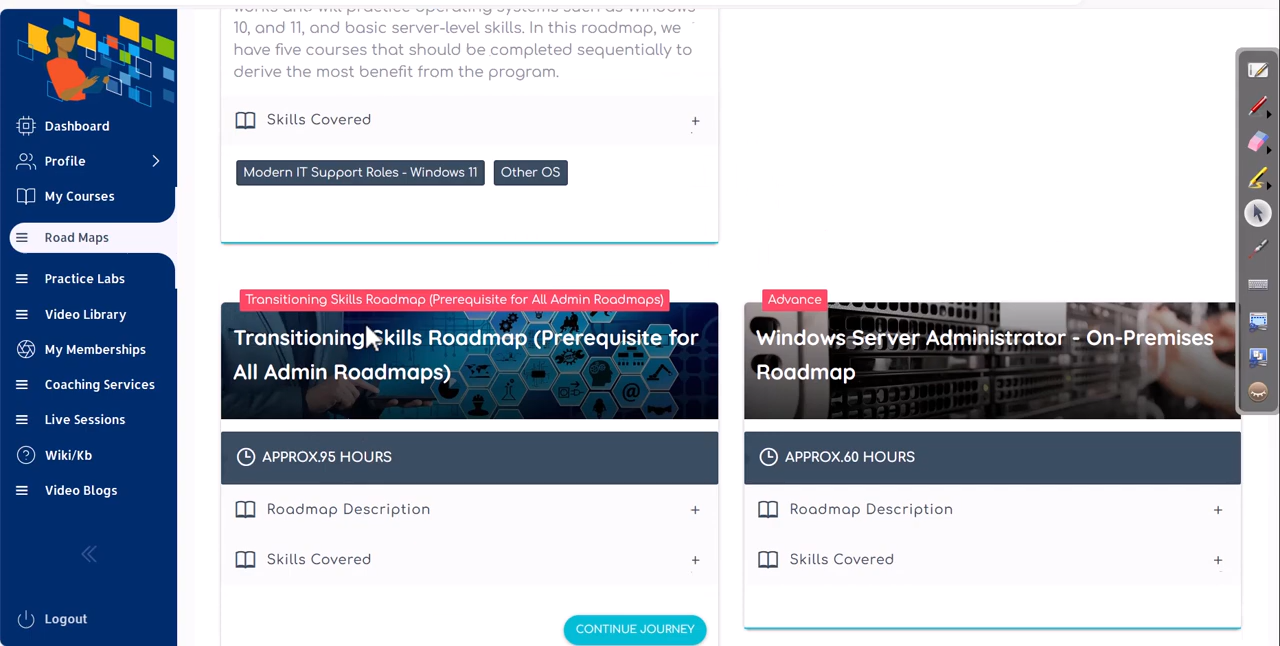 Dashboard
Profile
My Courses
Road Maps
Practice Labs
Video Library
My Memberships
Coaching Services
Live Sessions
Wiki/Kb
Video Blogs
Logout
works and will practice operating systems such as Windows
10, and 11, and basic server-level skills. In this roadmap, we
have five courses that should be completed sequentially to
derive the most benefit from the program.
Skills Covered +
Modern IT Support Roles - Windows 11 Other OS
Transitioning Skills Roadmap (Prerequisite for All Admin Roadmaps)
Transitioning Skills Roadmap (Prerequisite for
All Admin Roadmaps)
APPROX.95 HOURS
Roadmap Description +
Skills Covered +
CONTINUE JOURNEY
Advance
Windows Server Administrator - On-Premises
Roadmap
APPROX.60 HOURS
Roadmap Description +
Skills Covered +